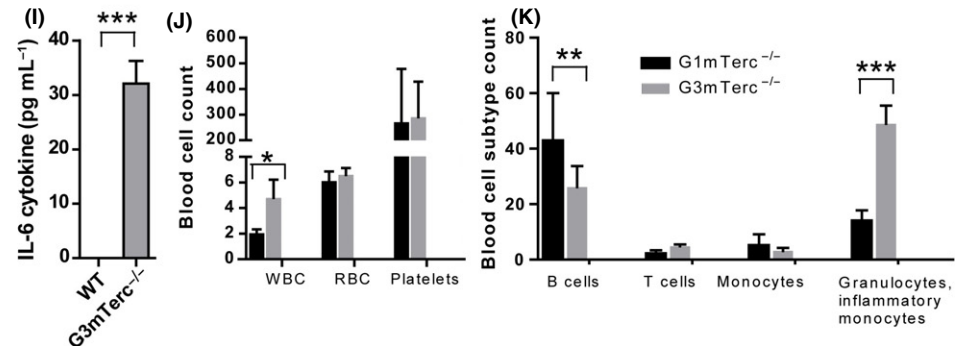 (I)
***
IL-6 cytokine (pg mL⁻¹)
40
30
20
10
0
WT
G3mTerc⁻/⁻
(J)
Blood cell count
600
500
400
300
200
100
8
6
4
2
0
*
WBC
RBC
Platelets
(K)
Blood cell subtype count
80
60
40
20
0
**
G1mTerc⁻/⁻
G3mTerc⁻/⁻
***
B cells
T cells
Monocytes
Granulocytes,
inflammatory
monocytes